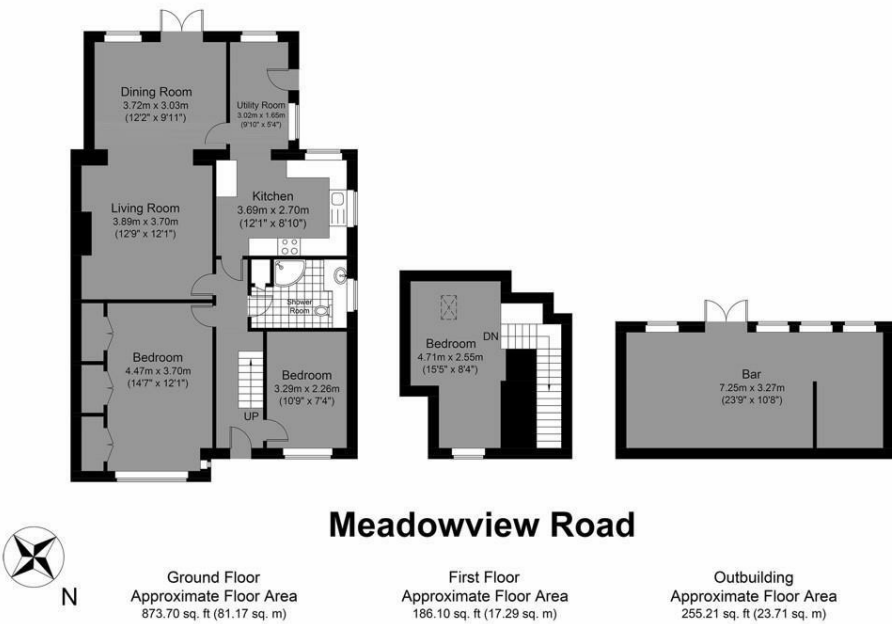 Dining Room
3.72m x 3.03m
(12'2" x 9'11")
Utility Room
3.02m x 1.65m
(9'10" x 5'4")
Living Room
3.89m x 3.70m
(12'9" x 12'1")
Kitchen
3.69m x 2.70m
(12'1" x 8'10")
Shower
Room
Bedroom
4.47m x 3.70m
(14'7" x 12'1")
Bedroom
3.29m x 2.26m
(10'9" x 7'4")
UP
DN
Bedroom
4.71m x 2.55m
(15'5" x 8'4")
Bar
7.25m x 3.27m
(23'9" x 10'8")
Meadowview Road
N
Ground Floor
Approximate Floor Area
873.70 sq. ft (81.17 sq. m)
First Floor
Approximate Floor Area
186.10 sq. ft (17.29 sq. m)
Outbuilding
Approximate Floor Area
255.21 sq. ft (23.71 sq. m)